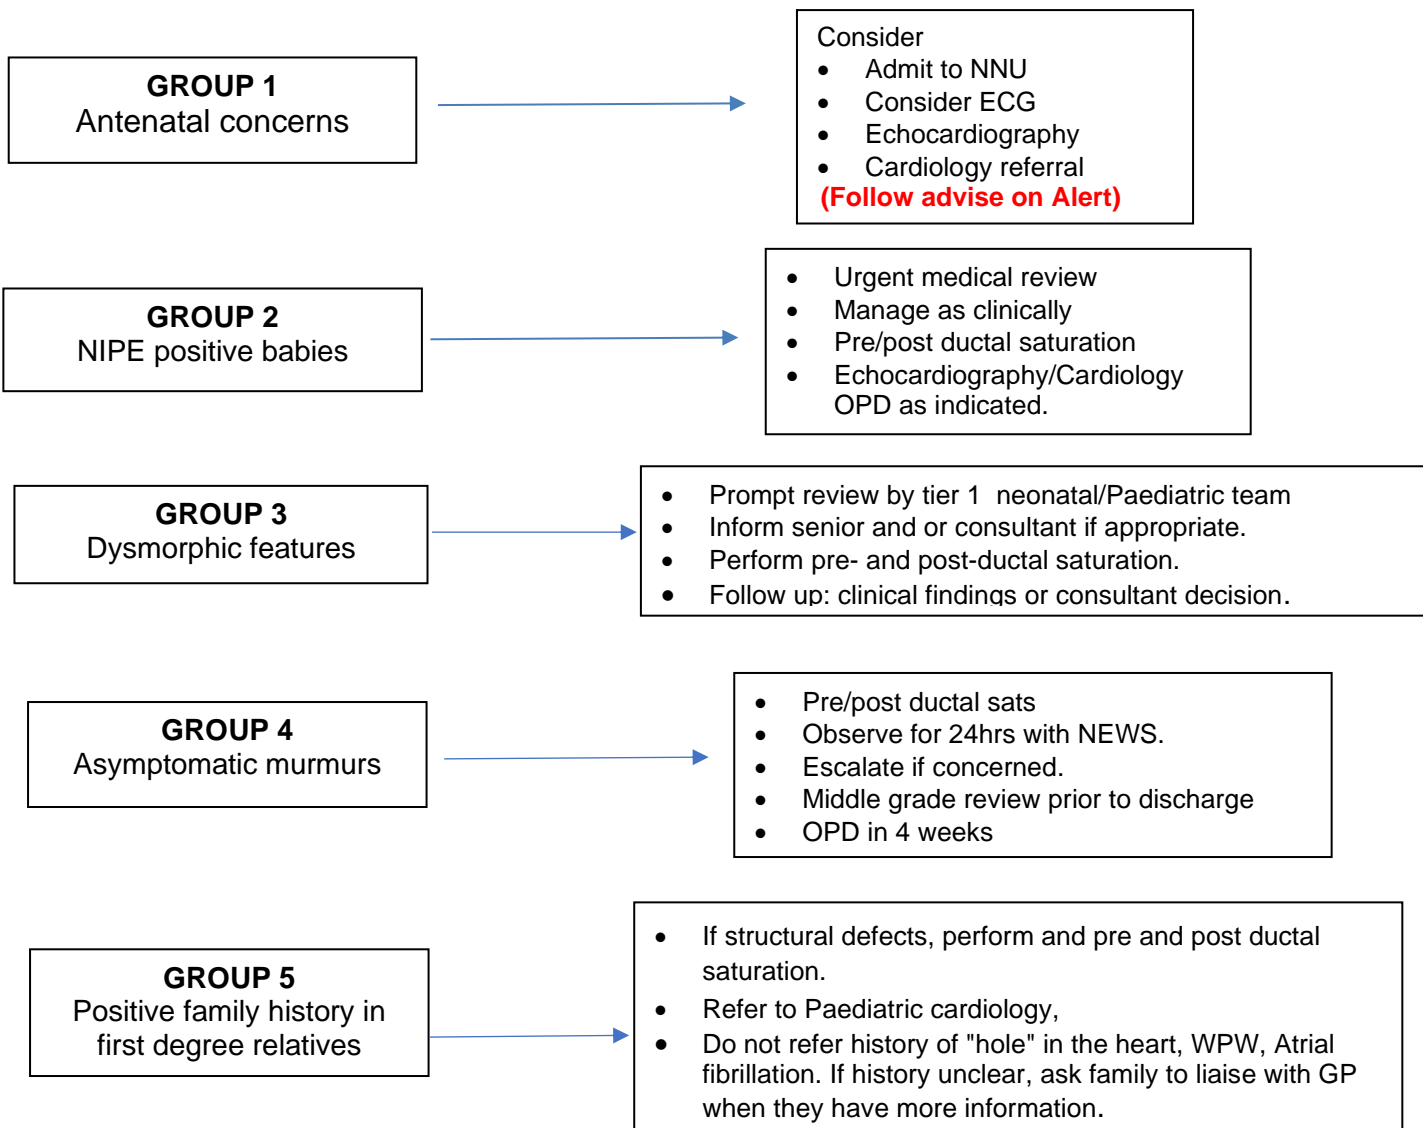 GROUP 1
Antenatal concerns
Consider
• Admit to NNU
• Consider ECG
• Echocardiography
• Cardiology referral
(Follow advise on Alert)
GROUP 2
NIPE positive babies
• Urgent medical review
• Manage as clinically
• Pre/post ductal saturation
• Echocardiography/Cardiology
OPD as indicated.
GROUP 3
Dysmorphic features
• Prompt review by tier 1 neonatal/Paediatric team
• Inform senior and or consultant if appropriate.
• Perform pre- and post-ductal saturation.
• Follow up: clinical findings or consultant decision.
GROUP 4
Asymptomatic murmurs
• Pre/post ductal sats
• Observe for 24hrs with NEWS.
• Escalate if concerned.
• Middle grade review prior to discharge
• OPD in 4 weeks
GROUP 5
Positive family history in
first degree relatives
• If structural defects, perform and pre and post ductal
saturation.
• Refer to Paediatric cardiology,
• Do not refer history of "hole" in the heart, WPW, Atrial
fibrillation. If history unclear, ask family to liaise with GP
when they have more information.